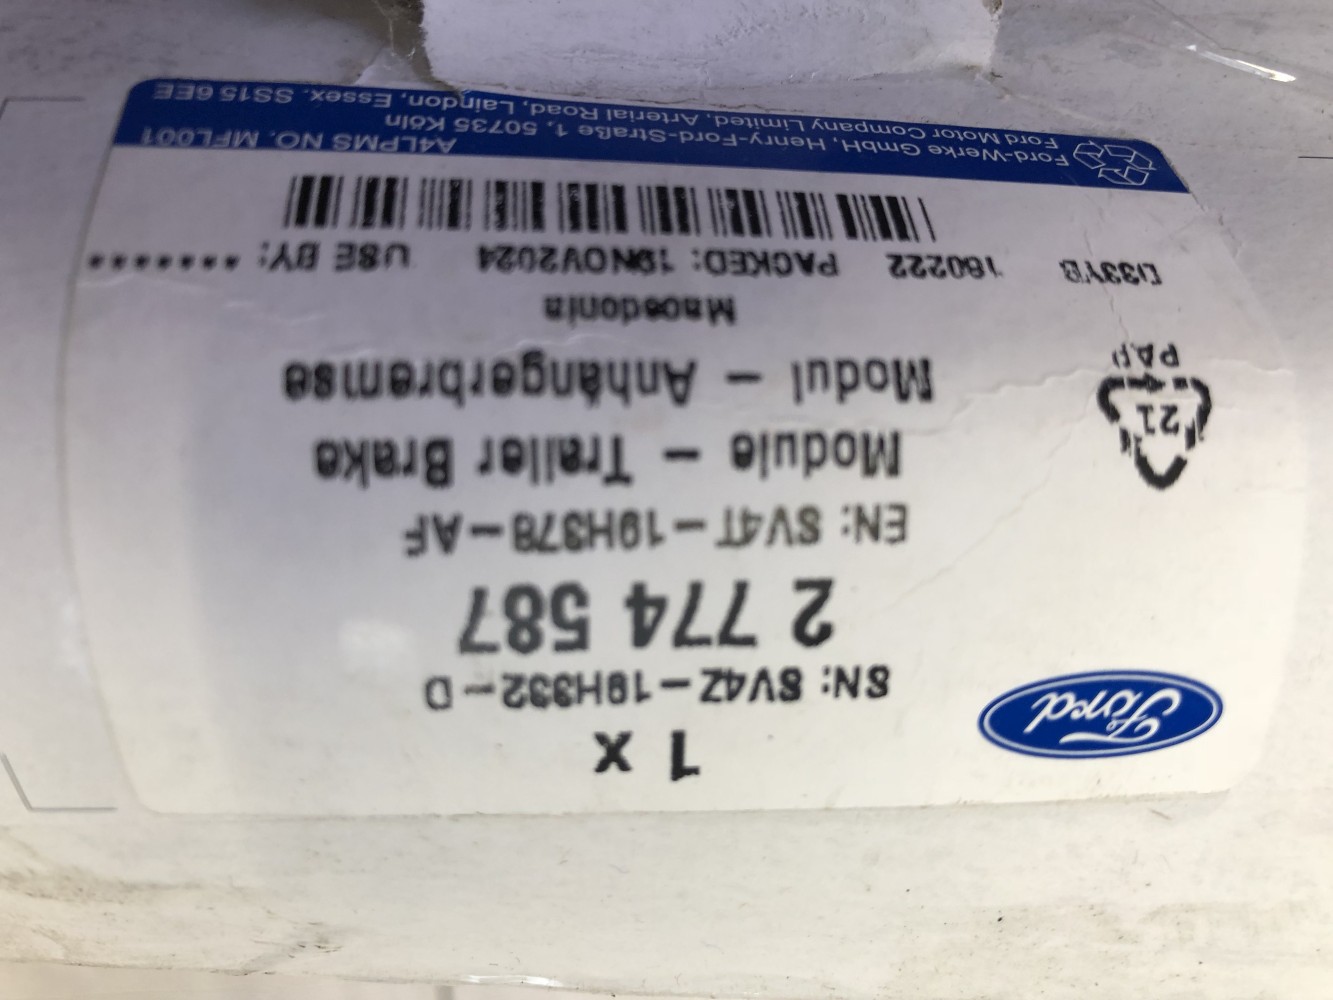 1 x
Ford
SN: SV4Z-19H332-D
2 774 587
EN: SV4T-19H378-AF
Module - Trailer Brake
Modul - Anhängerbremse
21
PAP
Macedonia
D33YB 160222 PACKED: 19NOV2024 USE BY: *******
Ford-Werke GmbH, Henry-Ford-Straße 1, 50735 Köln
Ford Motor Company Limited, Arterial Road, Laindon, Essex, SS15 6EE
A4LPMS NO. MFL001